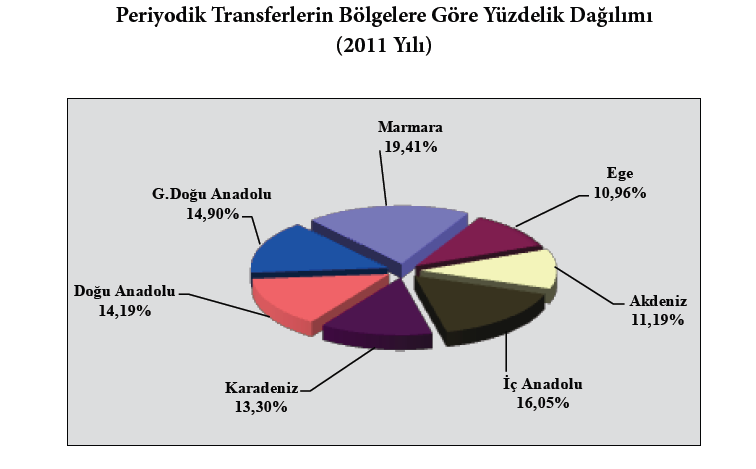 Periyodik Transferlerin Bölgelere Göre Yüzdelik Dağılımı
(2011 Yılı)
Marmara
19,41%
Ege
10,96%
G.Doğu Anadolu
14,90%
Doğu Anadolu
14,19%
Akdeniz
11,19%
Karadeniz
13,30%
İç Anadolu
16,05%